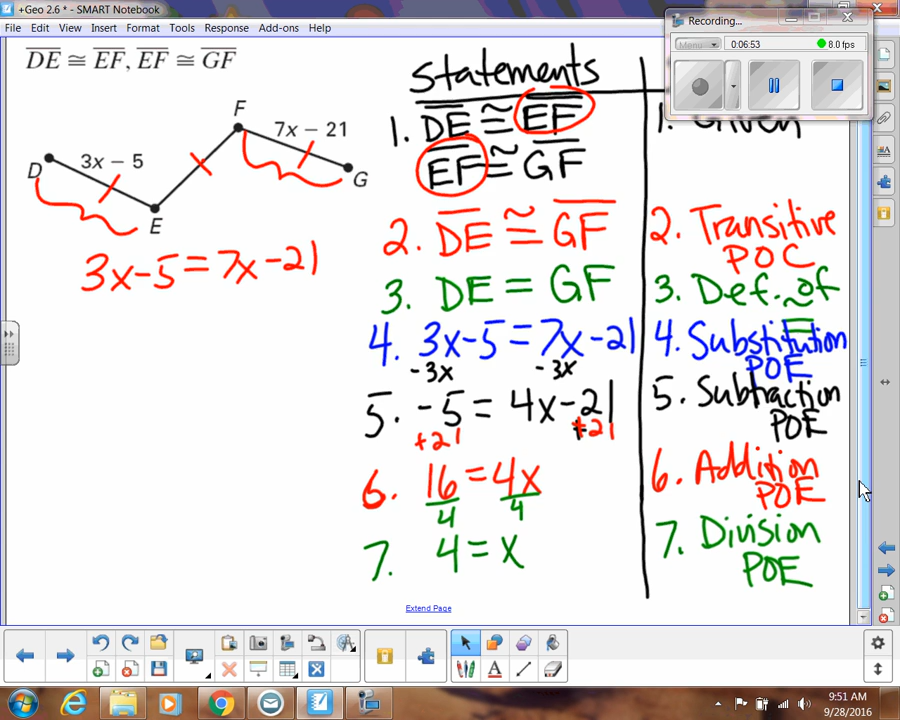 +Geo 2.6 * - SMART Notebook
File Edit View Insert Format Tools Response Add-ons Help
Recording...
Menu 0:06:53 8.0 fps
DE ≅ EF, EF ≅ GF
F
7x − 21
D
3x − 5
G
E
3x-5=7x-21
Statements
1. DE ≅ EF 1. Given
EF ≅ GF
2. DE ≅ GF 2. Transitive
POC
3. DE = GF 3. Def. of
≅
4. 3x-5=7x-21 4. Substitution
POE
-3x -3x
5. -5 = 4x-21 5. Subtraction
POE
+21 +21
6. 16=4x 6. Addition
POE
4 4
7. 4=x 7. Division
POE
Extend Page
9:51 AM
9/28/2016